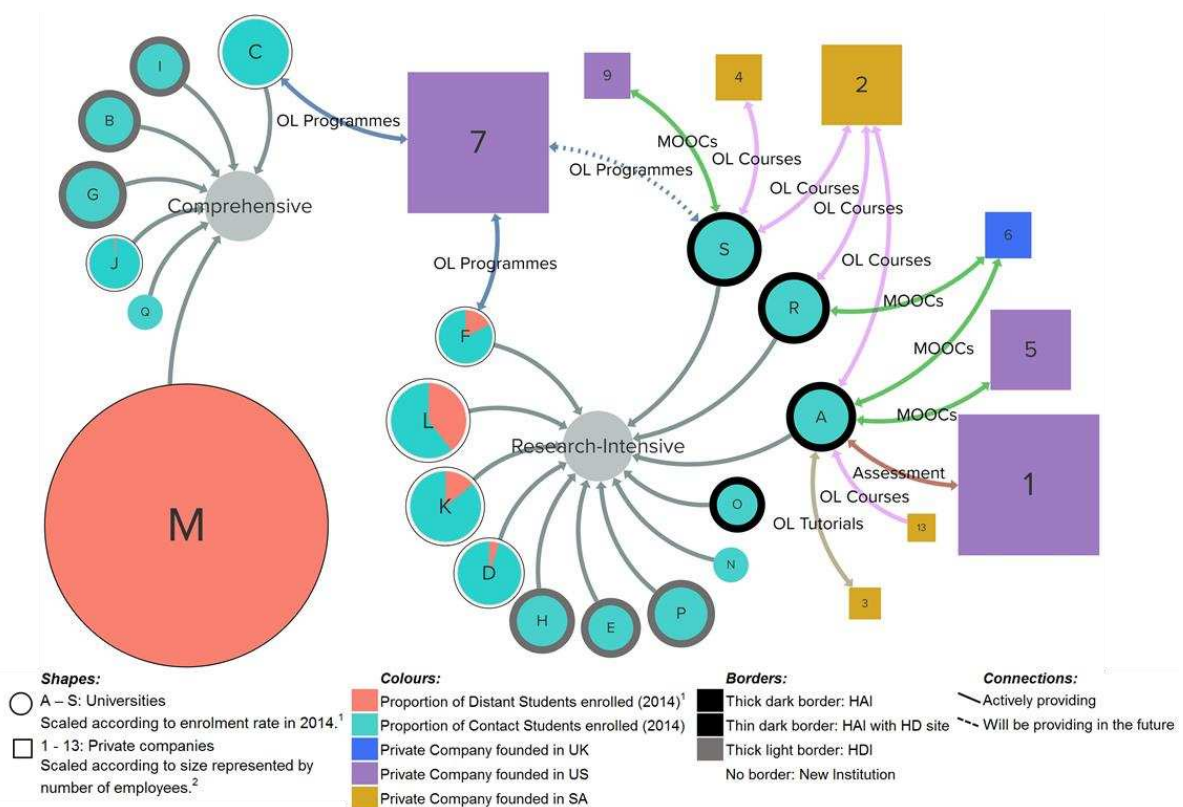 C
I
9
4
2
B
OL Programmes
7
MOOCs
OL Courses
OL Programmes
G
Comprehensive
OL Courses
OL Courses
6
S
J
OL Programmes
OL Courses
Q
R
MOOCs
F
MOOCs
5
L
A
MOOCs
Research-Intensive
Assessment
1
K
O
OL Courses
M
OL Tutorials
13
D
N
3
H
E
P
Shapes:
A – S: Universities
Scaled according to enrolment rate in 2014.1
1 - 13: Private companies
Scaled according to size represented by
number of employees.2
Colours:
Proportion of Distant Students enrolled (2014)1
Proportion of Contact Students enrolled (2014)
Private Company founded in UK
Private Company founded in US
Private Company founded in SA
Borders:
Thick dark border: HAI
Thin dark border: HAI with HD site
Thick light border: HDI
No border: New Institution
Connections:
Actively providing
Will be providing in the future